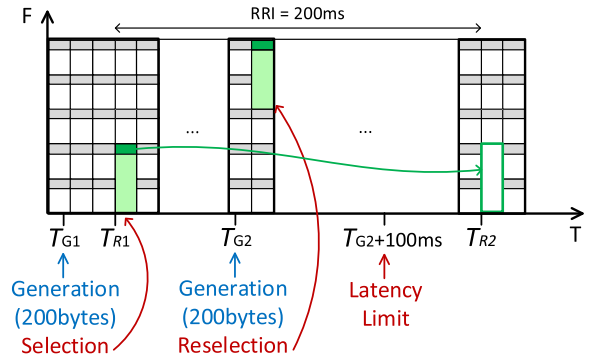 RRI = 200ms
F
...
...
TG1
TR1
TG2
TG2+100ms
TR2
T
Generation
(200bytes)
Selection
Generation
(200bytes)
Reselection
Latency
Limit